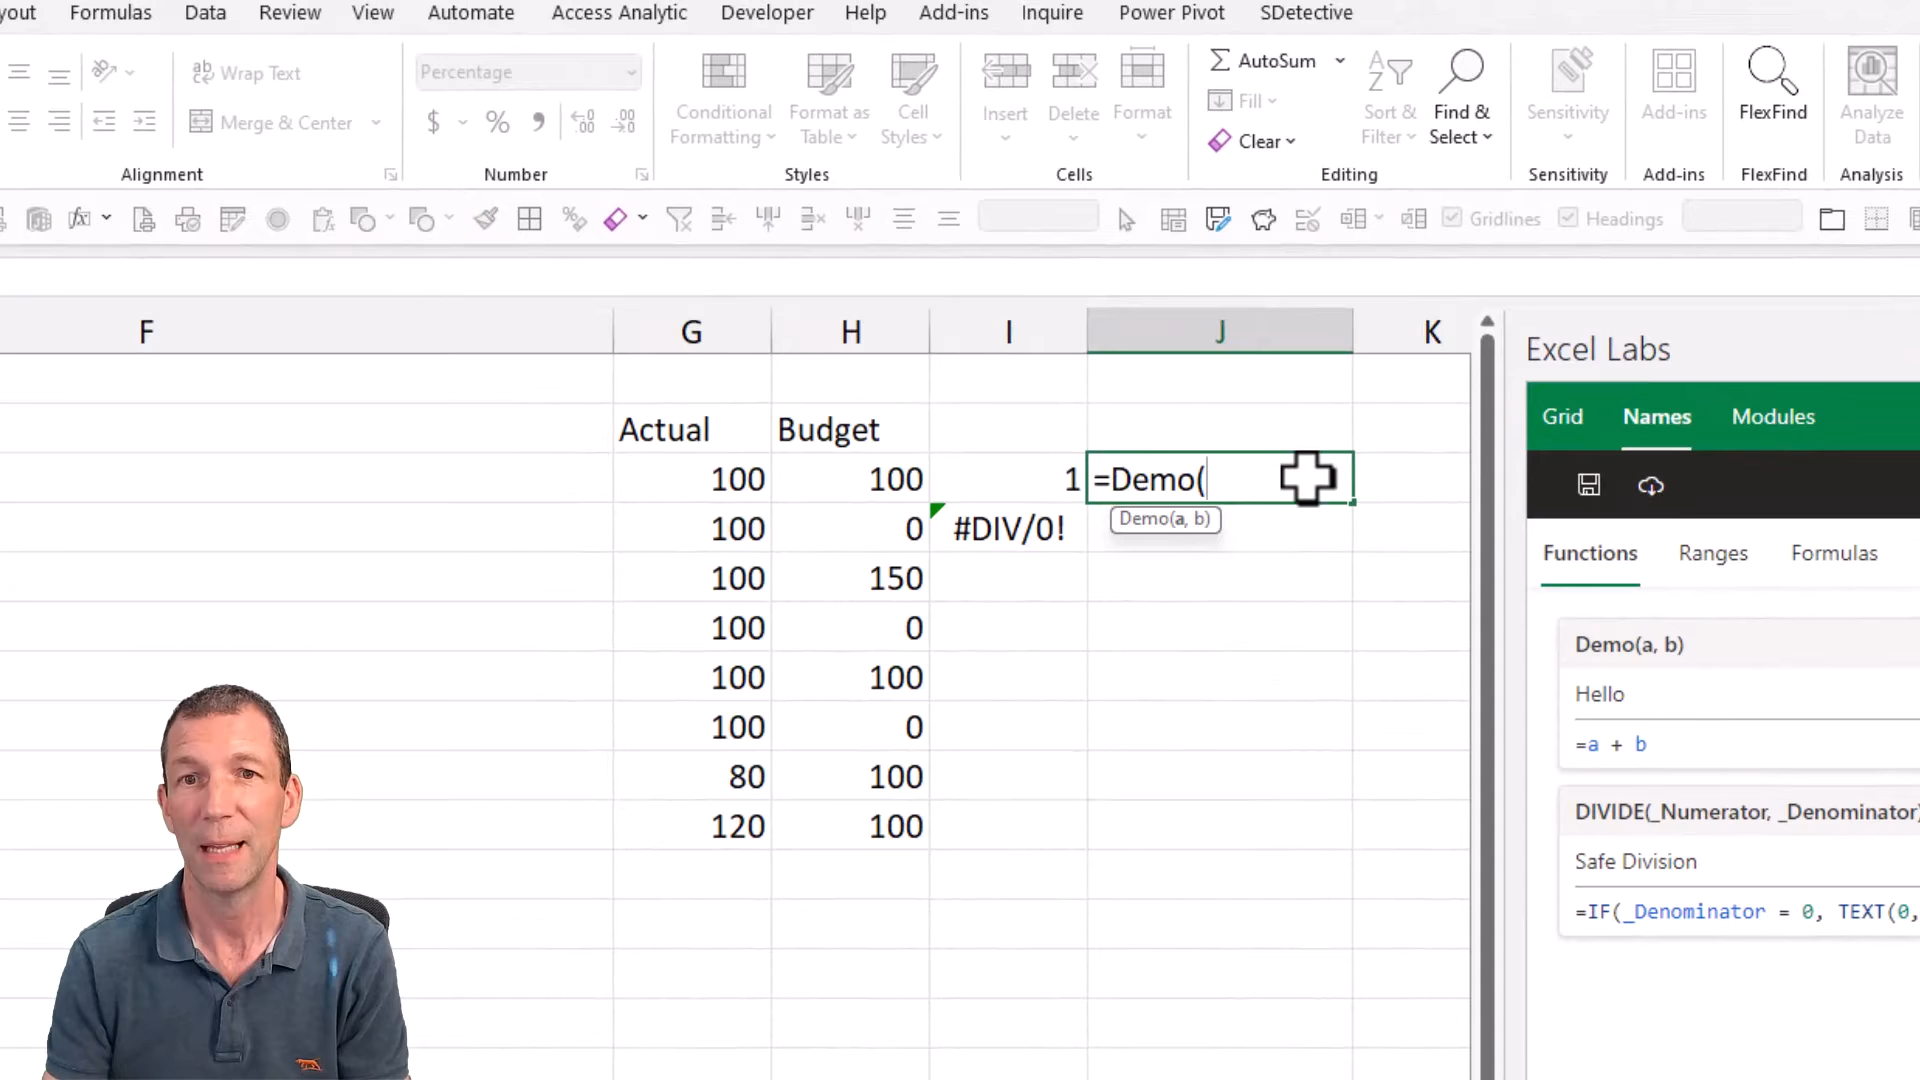 yout Formulas Data Review View Automate Access Analytic Developer Help Add-ins Inquire Power Pivot SDetective
Wrap Text
Merge & Center
Alignment
Percentage
$ % 9
Number
Conditional Formatting
Format as Table
Cell Styles
Styles
Insert
Delete
Format
Cells
AutoSum
Fill
Clear
Sort & Filter
Find & Select
Editing
Sensitivity
Sensitivity
Add-ins
Add-ins
FlexFind
FlexFind
Analyze Data
Analysis
Gridlines
Headings
F G H I J K
Actual Budget
100 100 1 =Demo(
Demo(a, b)
100 0 #DIV/0!
100 150
100 0
100 100
100 0
80 100
120 100
Excel Labs
Grid Names Modules
Functions Ranges Formulas
Demo(a, b)
Hello
=a + b
DIVIDE(_Numerator, _Denominator)
Safe Division
=IF(_Denominator = 0, TEXT(0,